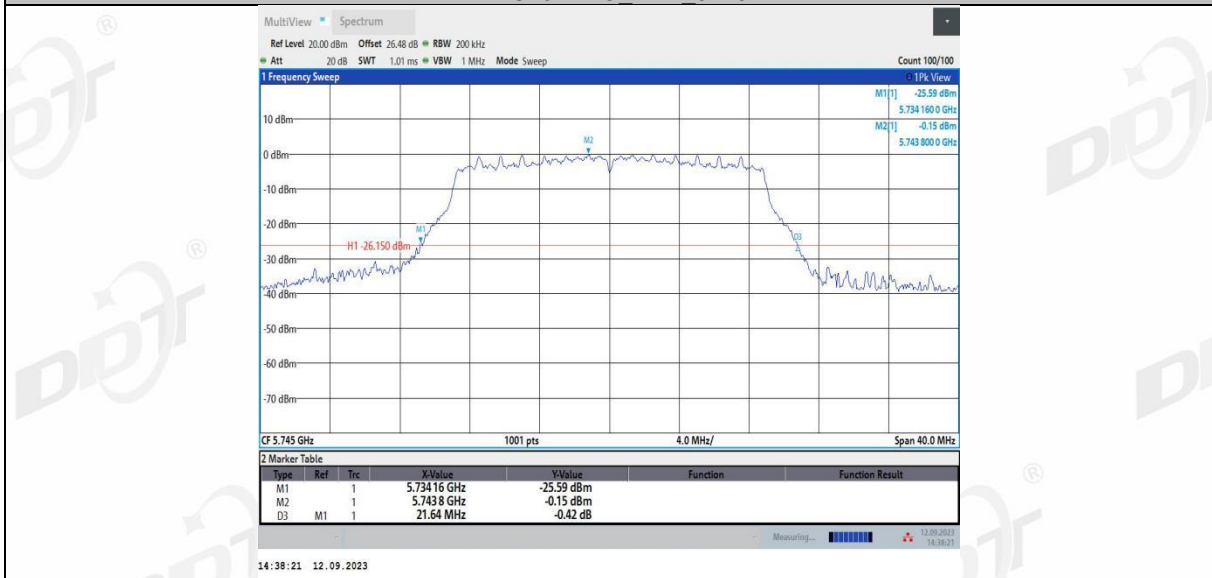 MultiView Spectrum
Ref Level 20.00 dBm Offset 26.48 dB RBW 200 kHz
Att 20 dB SWT 1.01 ms VBW 1 MHz Mode Sweep Count 100/100
1 Frequency Sweep 1Pk View
M1[1] -25.59 dBm
5.734 160 0 GHz
10 dBm
M2[1] -0.15 dBm
5.743 800 0 GHz
M2
0 dBm
-10 dBm
-20 dBm
M1
D3
H1 -26.150 dBm
-30 dBm
-40 dBm
-50 dBm
-60 dBm
-70 dBm
CF 5.745 GHz 1001 pts 4.0 MHz/ Span 40.0 MHz
2 Marker Table
Type Ref Trc X-Value Y-Value Function Function Result
M1 1 5.734 16 GHz -25.59 dBm
M2 1 5.743 8 GHz -0.15 dBm
D3 M1 1 21.64 MHz -0.42 dB
Measuring... 12.09.2023
14:38:21
14:38:21 12.09.2023